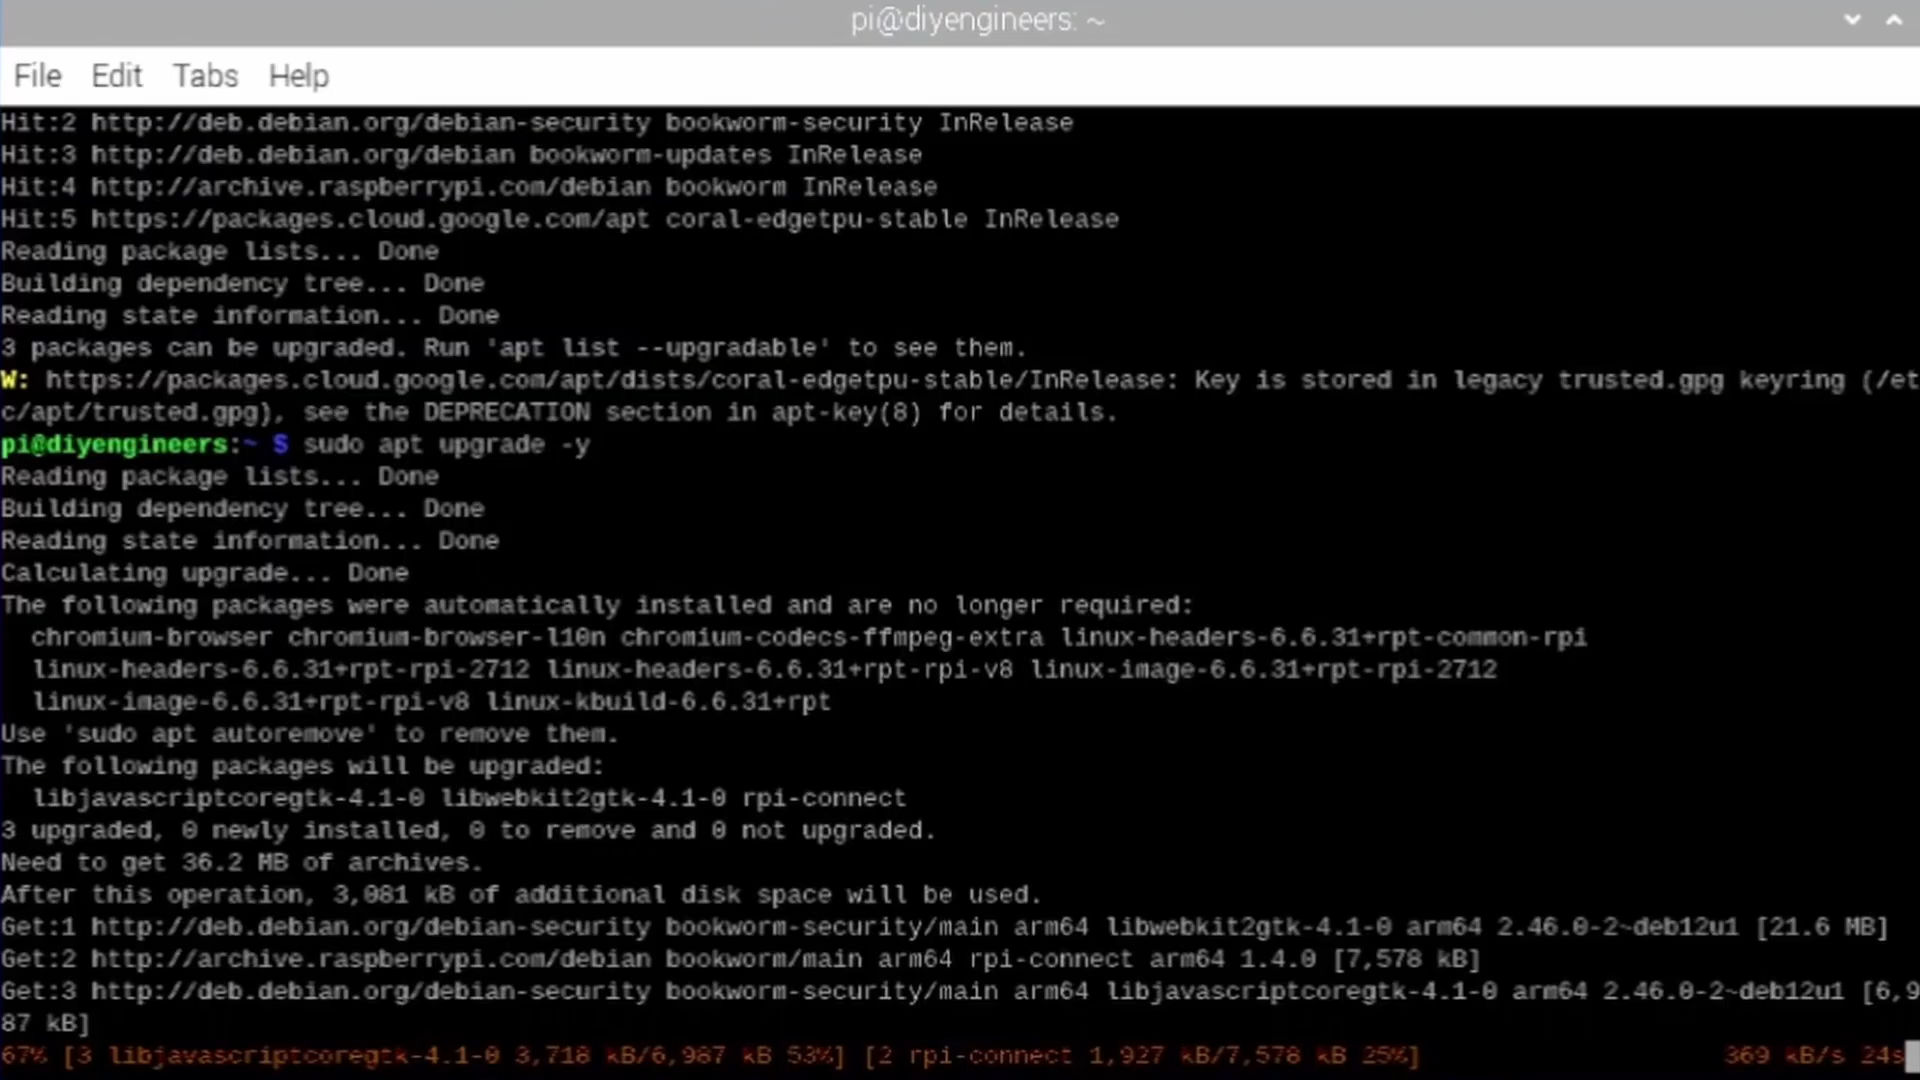 pi@diyengineers: ~
File Edit Tabs Help
Hit:2 http://deb.debian.org/debian-security bookworm-security InRelease
Hit:3 http://deb.debian.org/debian bookworm-updates InRelease
Hit:4 http://archive.raspberrypi.com/debian bookworm InRelease
Hit:5 https://packages.cloud.google.com/apt coral-edgetpu-stable InRelease
Reading package lists... Done
Building dependency tree... Done
Reading state information... Done
3 packages can be upgraded. Run 'apt list --upgradable' to see them.
W: https://packages.cloud.google.com/apt/dists/coral-edgetpu-stable/InRelease: Key is stored in legacy trusted.gpg keyring (/et
c/apt/trusted.gpg), see the DEPRECATION section in apt-key(8) for details.
pi@diyengineers:~ $ sudo apt upgrade -y
Reading package lists... Done
Building dependency tree... Done
Reading state information... Done
Calculating upgrade... Done
The following packages were automatically installed and are no longer required:
chromium-browser chromium-browser-l10n chromium-codecs-ffmpeg-extra linux-headers-6.6.31+rpt-common-rpi
linux-headers-6.6.31+rpt-rpi-2712 linux-headers-6.6.31+rpt-rpi-v8 linux-image-6.6.31+rpt-rpi-2712
linux-image-6.6.31+rpt-rpi-v8 linux-kbuild-6.6.31+rpt
Use 'sudo apt autoremove' to remove them.
The following packages will be upgraded:
libjavascriptcoregtk-4.1-0 libwebkit2gtk-4.1-0 rpi-connect
3 upgraded, 0 newly installed, 0 to remove and 0 not upgraded.
Need to get 36.2 MB of archives.
After this operation, 3,081 kB of additional disk space will be used.
Get:1 http://deb.debian.org/debian-security bookworm-security/main arm64 libwebkit2gtk-4.1-0 arm64 2.46.0-2~deb12u1 [21.6 MB]
Get:2 http://archive.raspberrypi.com/debian bookworm/main arm64 rpi-connect arm64 1.4.0 [7,578 kB]
Get:3 http://deb.debian.org/debian-security bookworm-security/main arm64 libjavascriptcoregtk-4.1-0 arm64 2.46.0-2~deb12u1 [6,9
87 kB]
67% [3 libjavascriptcoregtk-4.1-0 3,718 kB/6,987 kB 53%] [2 rpi-connect 1,927 kB/7,578 kB 25%] 369 kB/s 24s